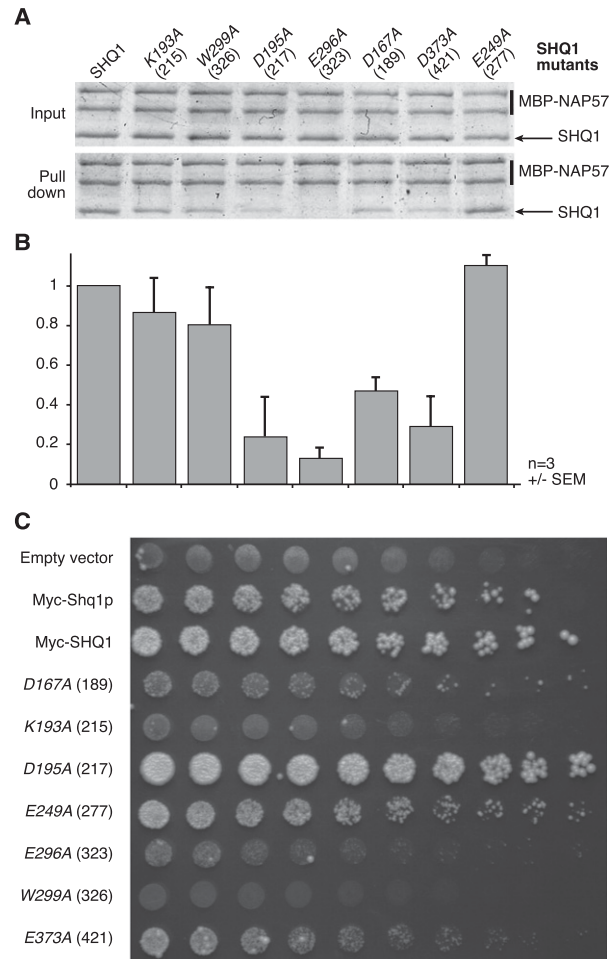 A
SHQ1
K193A
(215)
W299A
(326)
D195A
(217)
E296A
(323)
D167A
(189)
D373A
(421)
E249A
(277)
SHQ1
mutants
Input
MBP-NAP57
SHQ1
Pull
down
MBP-NAP57
SHQ1
B
1
0.8
0.6
0.4
0.2
0
n=3
+/- SEM
C
Empty vector
Myc-Shq1p
Myc-SHQ1
D167A (189)
K193A (215)
D195A (217)
E249A (277)
E296A (323)
W299A (326)
E373A (421)